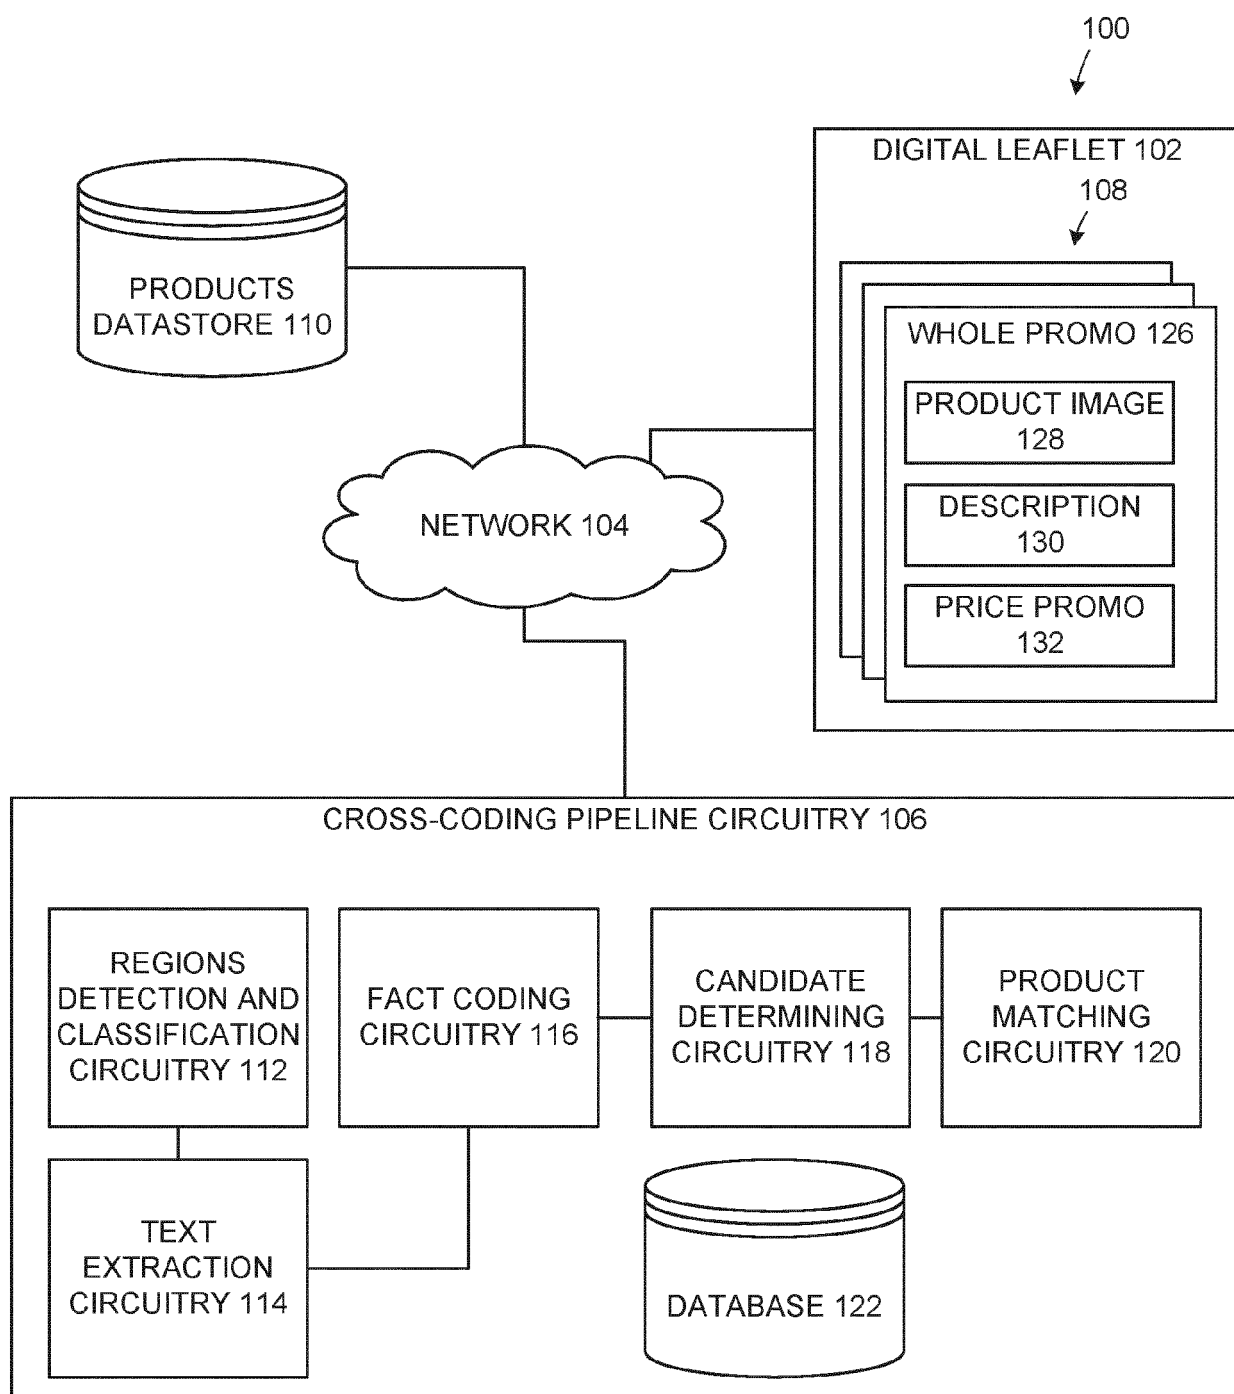 100
DIGITAL LEAFLET 102
108
PRODUCTS
DATASTORE 110
WHOLE PROMO 126
PRODUCT IMAGE
128
DESCRIPTION
130
PRICE PROMO
132
NETWORK 104
CROSS-CODING PIPELINE CIRCUITRY 106
REGIONS
DETECTION AND
CLASSIFICATION
CIRCUITRY 112
FACT CODING
CIRCUITRY 116
CANDIDATE
DETERMINING
CIRCUITRY 118
PRODUCT
MATCHING
CIRCUITRY 120
TEXT
EXTRACTION
CIRCUITRY 114
DATABASE 122